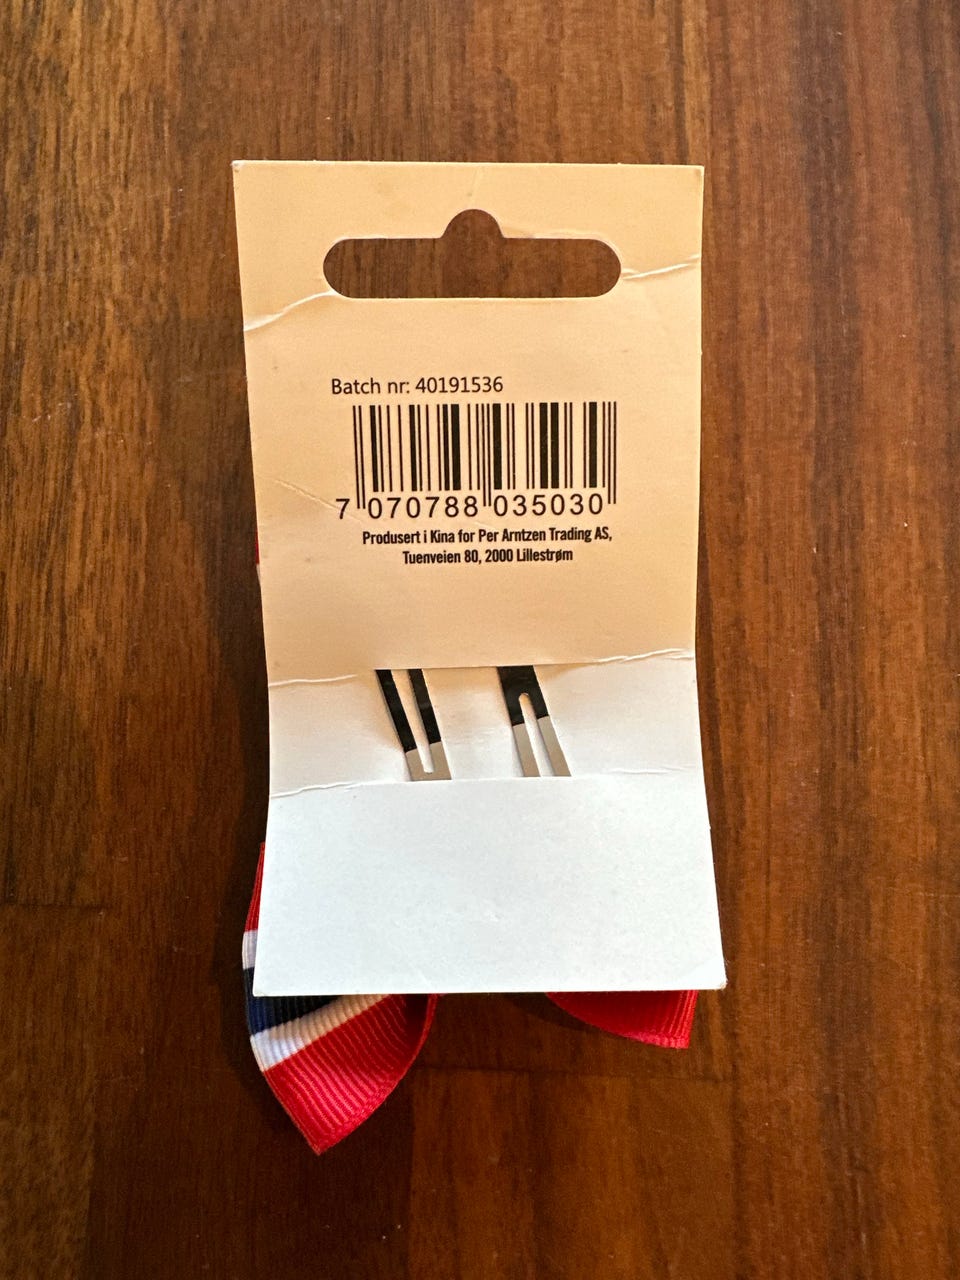 Batch nr: 40191536
7 070788 035030
Produsert i Kina for Per Arntzen Trading AS,
Tuenveien 80, 2000 Lillestrøm